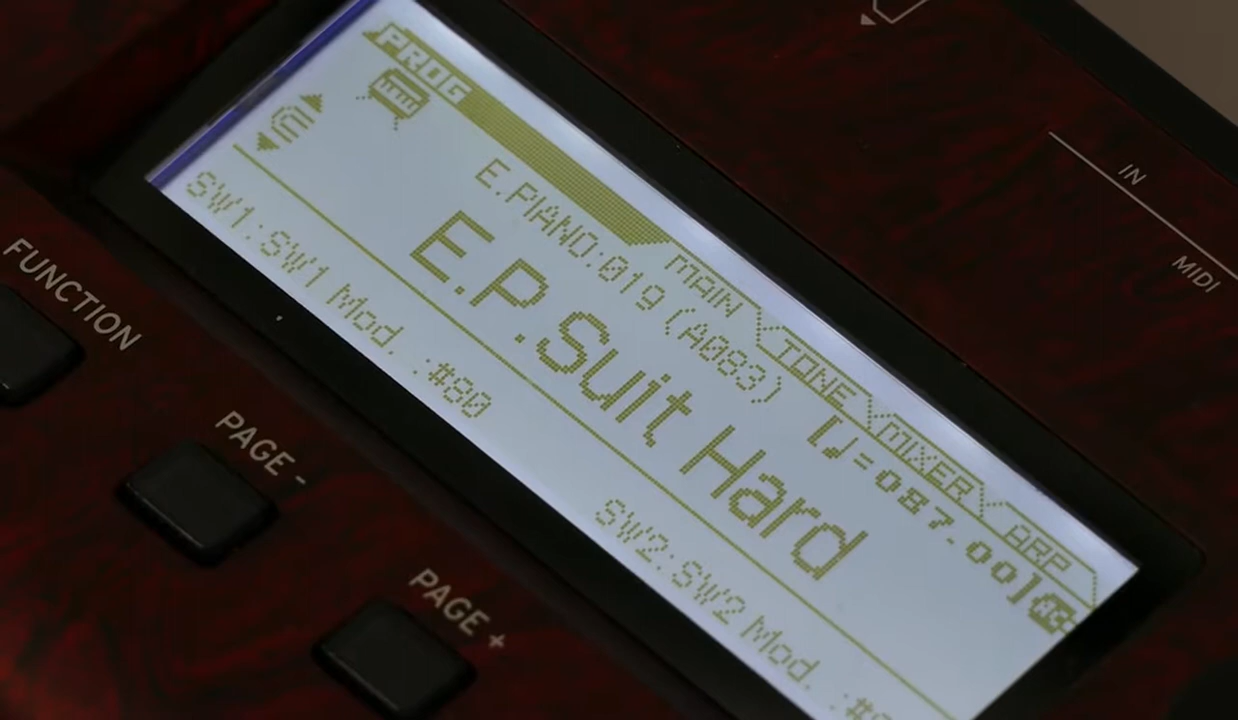 PROG MAIN TONE MIXER ARP
E.PIANO:019 (A083) [♩=087.00]
E.P.Suit Hard
SW1:SW1 Mod. :#80
SW2:SW2 Mod. :#
FUNCTION
PAGE -
PAGE +
IN
MIDI